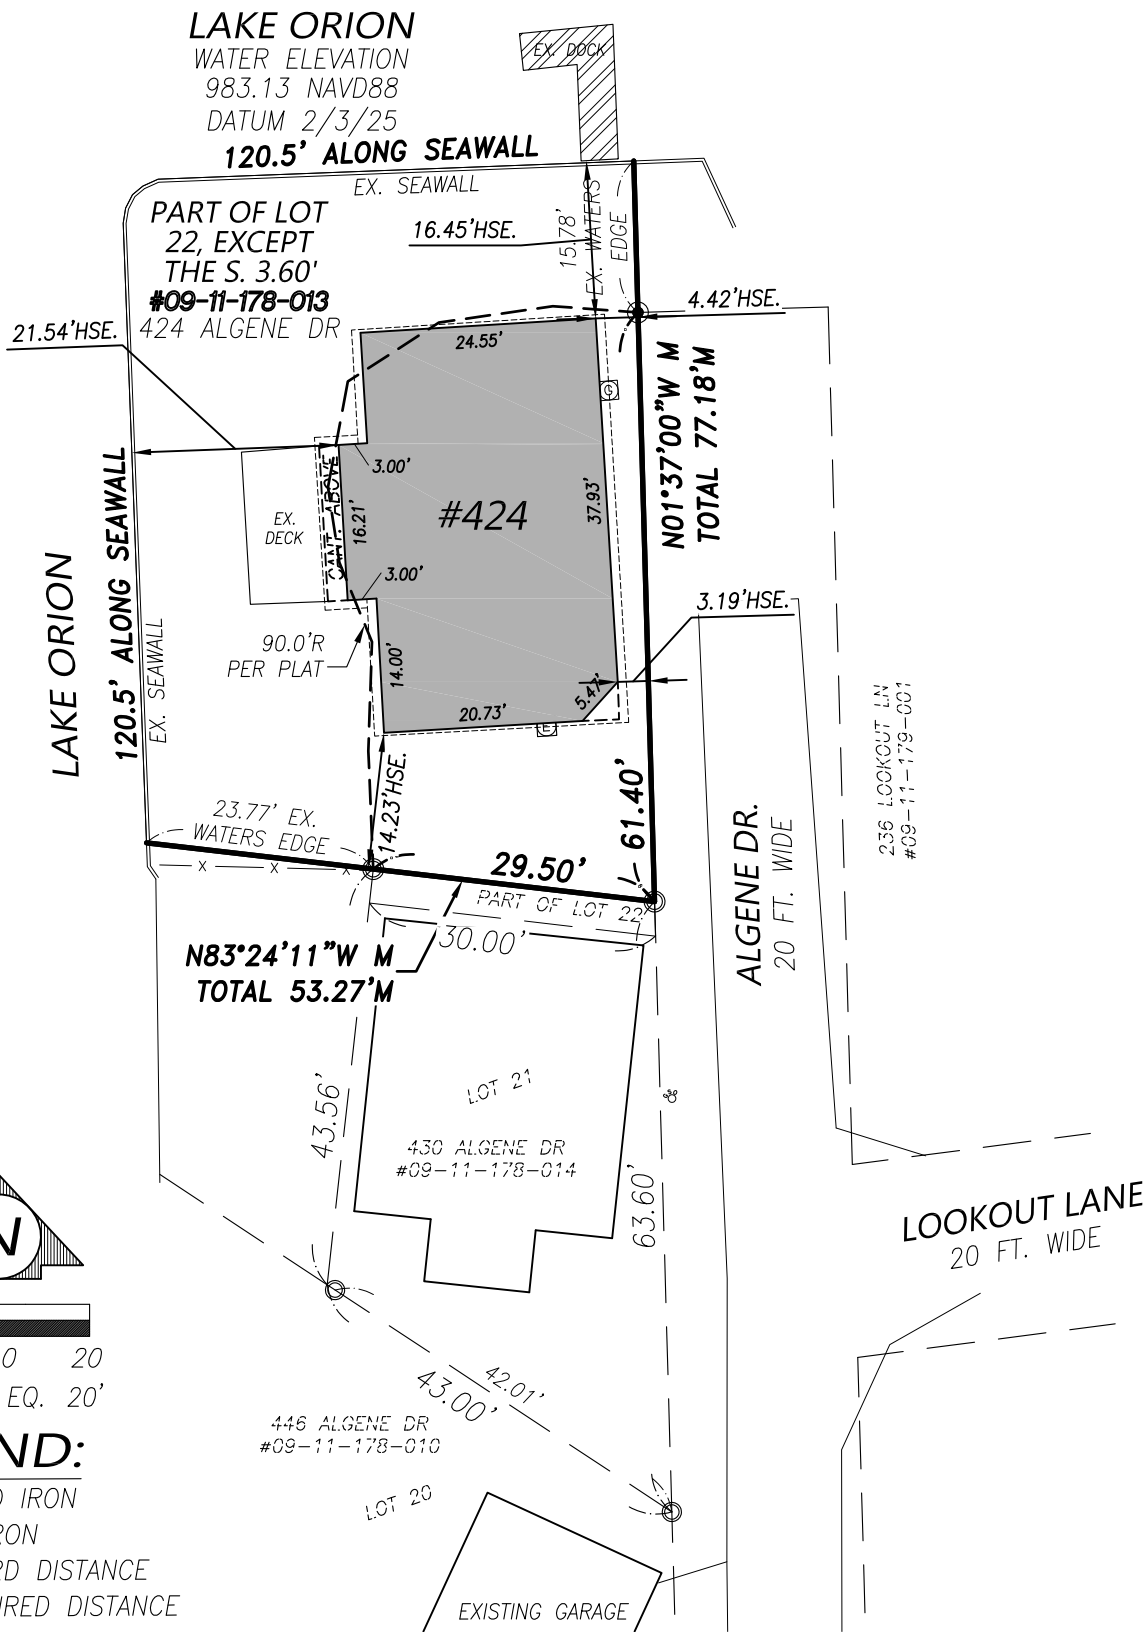 LAKE ORION
WATER ELEVATION
983.13 NAVD88
DATUM 2/3/25
EX. DOCK
120.5' ALONG SEAWALL
EX. SEAWALL
PART OF LOT
22, EXCEPT
THE S. 3.60'
#09-11-178-013
424 ALGENE DR
16.45'HSE.
15.78'
EX. WATERS
EDGE
4.42'HSE.
21.54'HSE.
24.55'
G
N01°37'00"W M
TOTAL 77.18'M
3.00'
CANT. ABOVE
16.21'
#424
37.93'
EX.
DECK
3.00'
LAKE ORION
120.5' ALONG SEAWALL
EX. SEAWALL
90.0'R
PER PLAT
14.00'
3.19'HSE.
5.47'
20.73'
E
236 LOOKOUT LN
#09-11-179-001
14.23'HSE.
61.40'
23.77' EX.
WATERS EDGE
X X X
29.50'
PART OF LOT 22
30.00'
ALGENE DR.
20 FT. WIDE
N83°24'11"W M
TOTAL 53.27'M
43.56'
LOT 21
430 ALGENE DR
#09-11-178-014
63.60'
LOOKOUT LANE
20 FT. WIDE
N
0 20
EQ. 20'
42.01'
43.00'
446 ALGENE DR
#09-11-178-010
LOT 20
ND:
D IRON
RON
RD DISTANCE
URED DISTANCE
EXISTING GARAGE